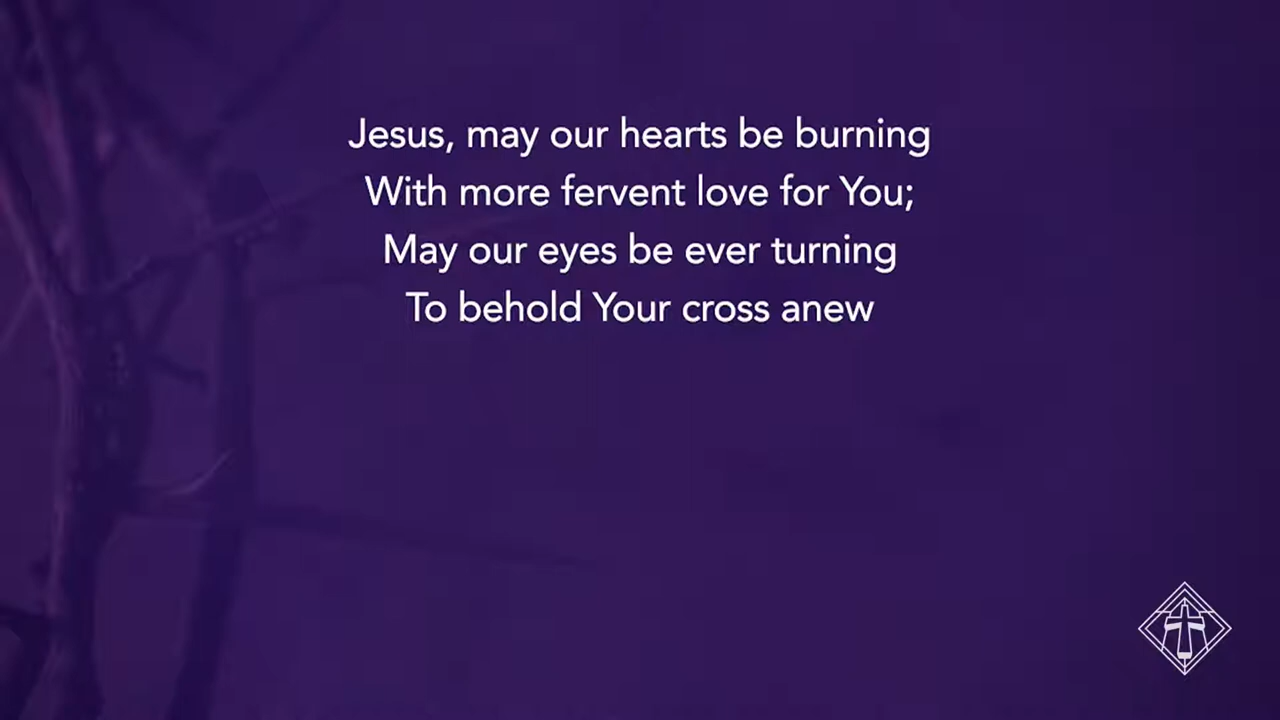 Jesus, may our hearts be burning
With more fervent love for You;
May our eyes be ever turning
To behold Your cross anew